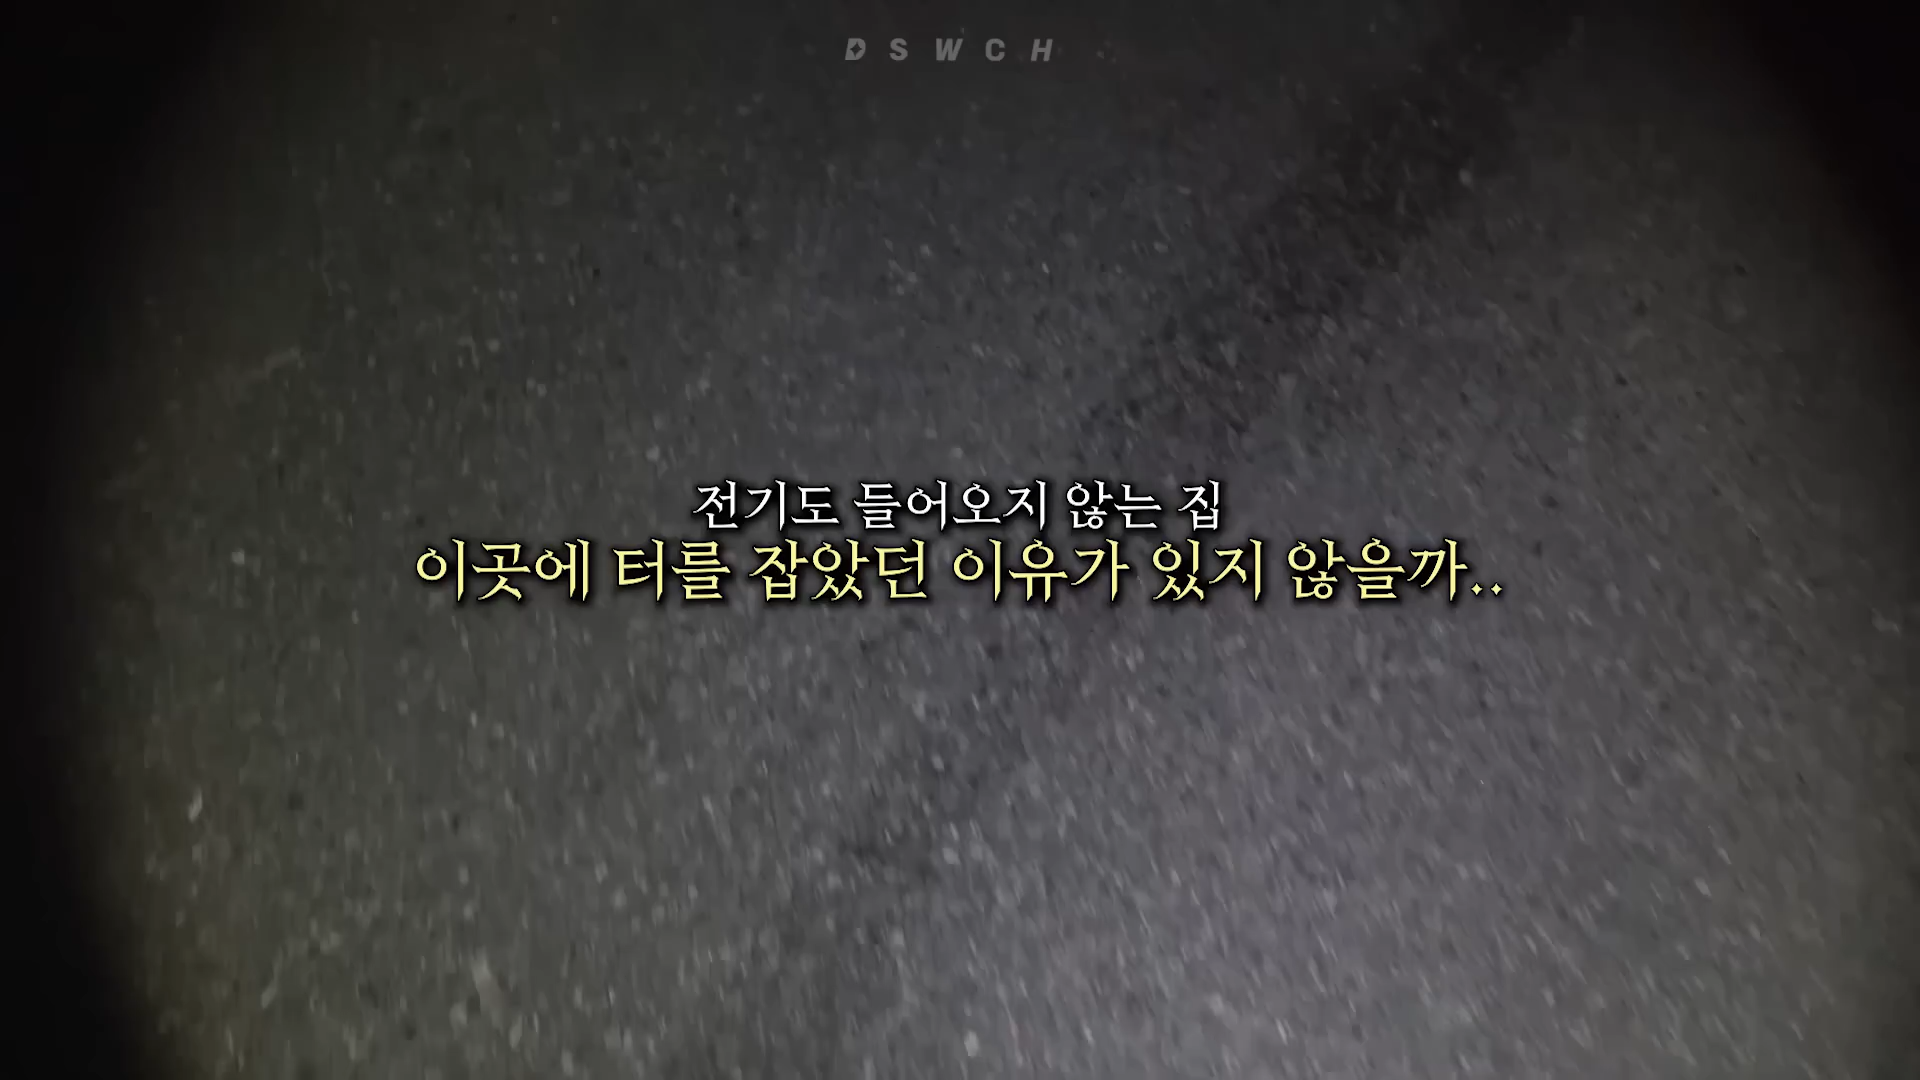 DSWCH
전기도 들어오지 않는 집
이곳에 터를 잡았던 이유가 있지 않을까..